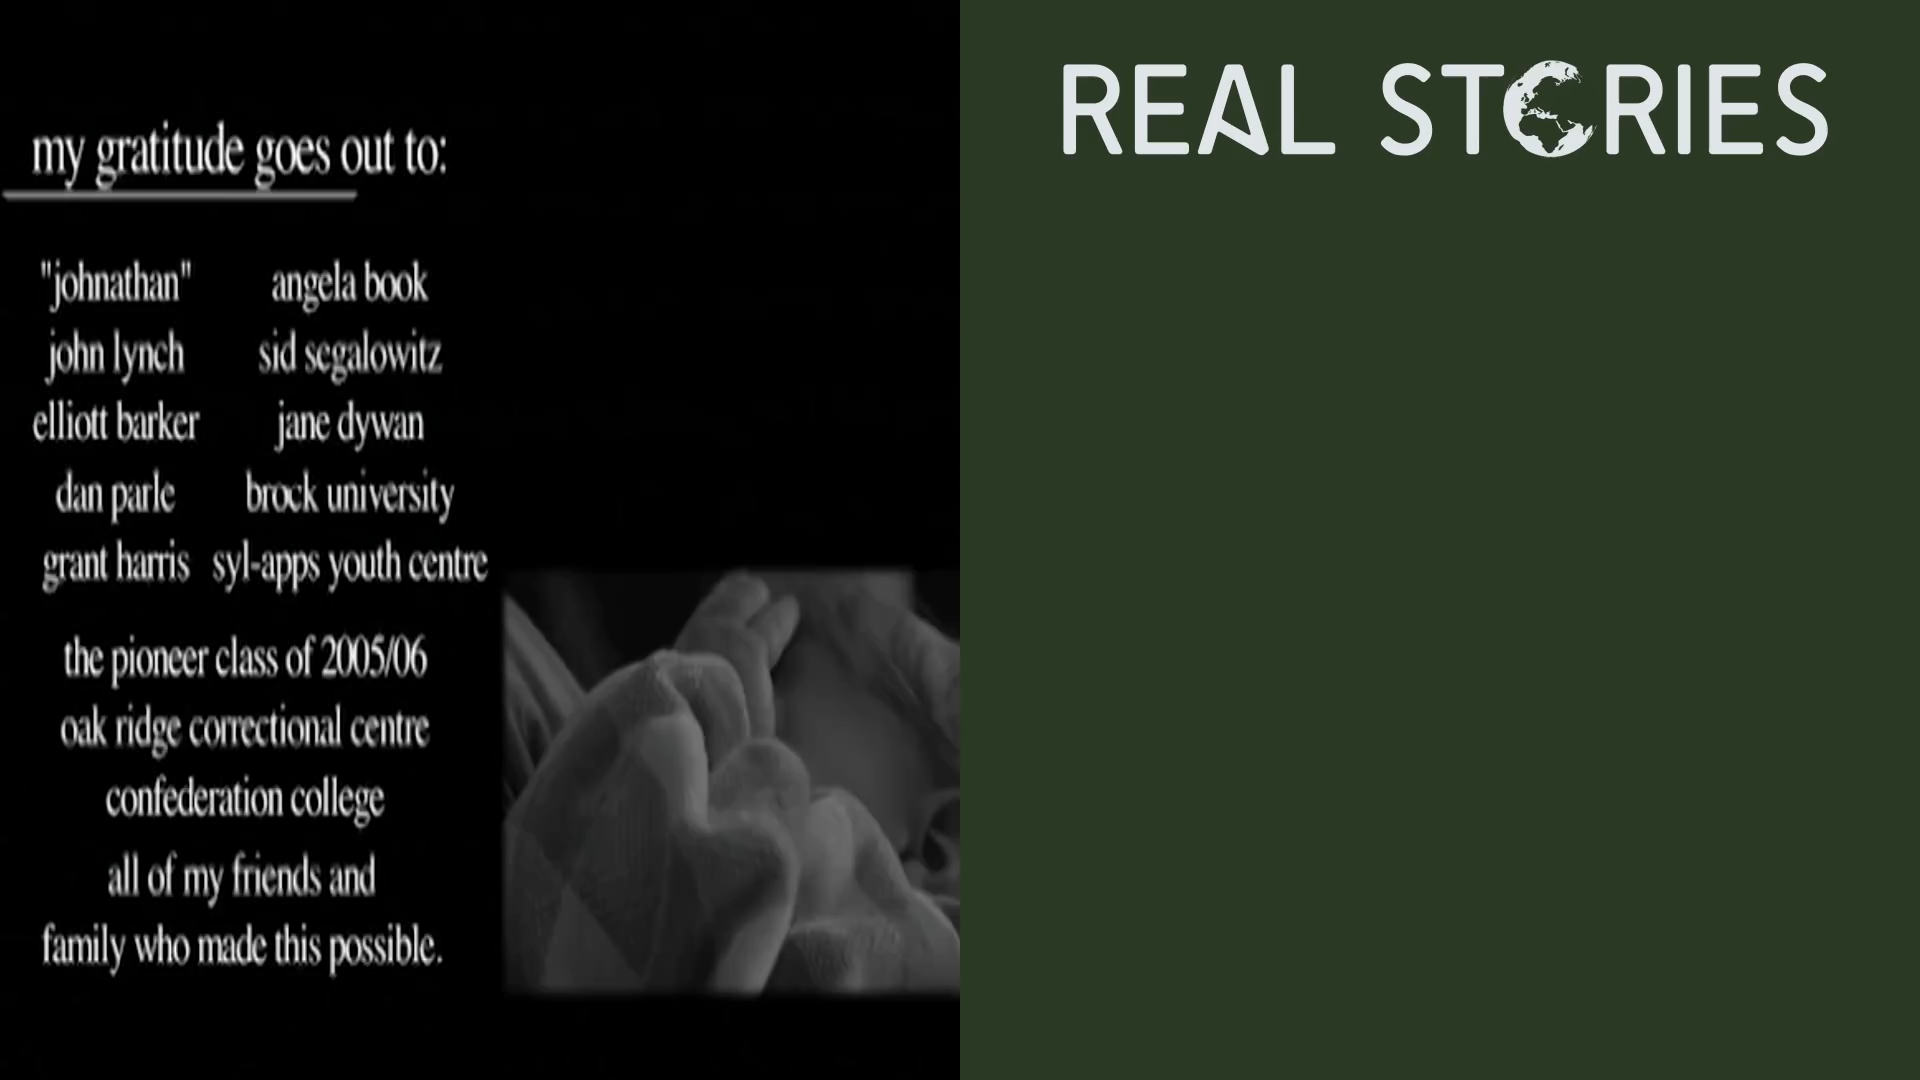 my gratitude goes out to:
"johnathan" angela book
john lynch sid segalowitz
elliott barker jane dywan
dan parle brock university
grant harris syl-apps youth centre
the pioneer class of 2005/06
oak ridge correctional centre
confederation college
all of my friends and
family who made this possible.
REAL STORIES